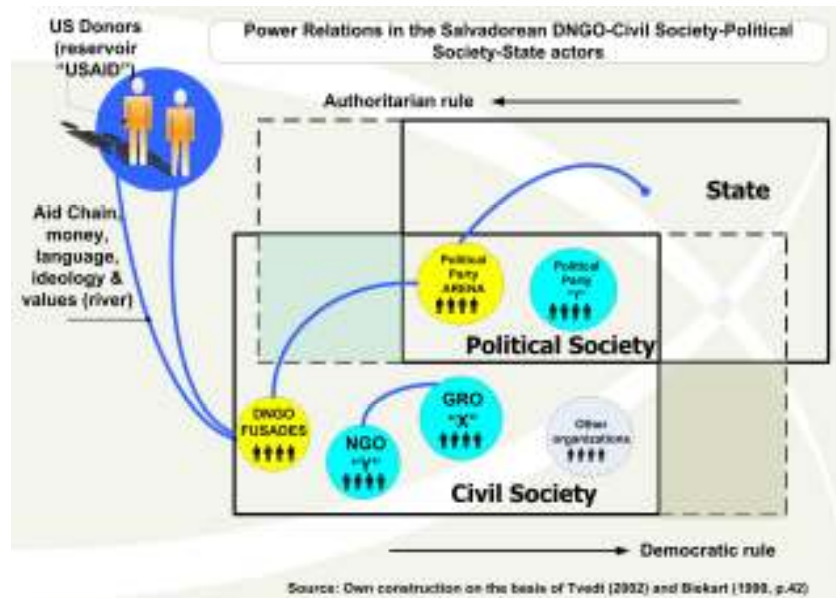 US Donors
(reservoir
"USAID")
Power Relations in the Salvadorean DNGO-Civil Society-Political
Society-State actors
Authoritarian rule
State
Aid Chain,
money,
language,
ideology &
values (river)
Political
Party
ARENA
Political
Party
Political Society
DNGO
FUSADES
NGO
GRO
"X"
Other
organizations
Civil Society
Democratic rule
Source: Own construction on the basis of Tvedt (2002) and Biekart (1999, p.42)